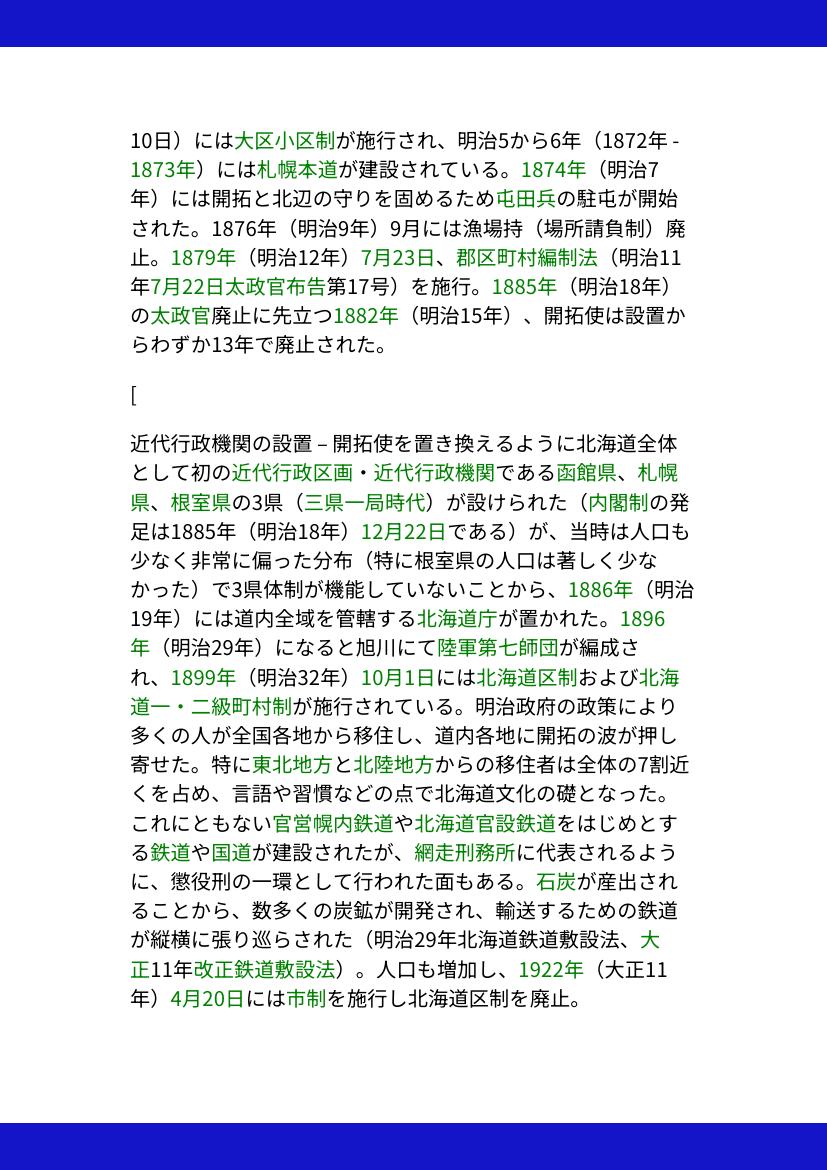 10日）には大区小区制が施行され、明治5から6年（1872年 -
1873年）には札幌本道が建設されている。1874年（明治7
年）には開拓と北辺の守りを固めるため屯田兵の駐屯が開始
された。1876年（明治9年）9月には漁場持（場所請負制）廃
止。1879年（明治12年）7月23日、郡区町村編制法（明治11
年7月22日太政官布告第17号）を施行。1885年（明治18年）
の太政官廃止に先立つ1882年（明治15年）、開拓使は設置か
らわずか13年で廃止された。
[
近代行政機関の設置 – 開拓使を置き換えるように北海道全体
として初の近代行政区画・近代行政機関である函館県、札幌
県、根室県の3県（三県一局時代）が設けられた（内閣制の発
足は1885年（明治18年）12月22日である）が、当時は人口も
少なく非常に偏った分布（特に根室県の人口は著しく少な
かった）で3県体制が機能していないことから、1886年（明治
19年）には道内全域を管轄する北海道庁が置かれた。1896
年（明治29年）になると旭川にて陸軍第七師団が編成さ
れ、1899年（明治32年）10月1日には北海道区制および北海
道一・二級町村制が施行されている。明治政府の政策により
多くの人が全国各地から移住し、道内各地に開拓の波が押し
寄せた。特に東北地方と北陸地方からの移住者は全体の7割近
くを占め、言語や習慣などの点で北海道文化の礎となった。
これにともない官営幌内鉄道や北海道官設鉄道をはじめとす
る鉄道や国道が建設されたが、網走刑務所に代表されるよう
に、懲役刑の一環として行われた面もある。石炭が産出され
ることから、数多くの炭鉱が開発され、輸送するための鉄道
が縦横に張り巡らされた（明治29年北海道鉄道敷設法、大
正11年改正鉄道敷設法）。人口も増加し、1922年（大正11
年）4月20日には市制を施行し北海道区制を廃止。